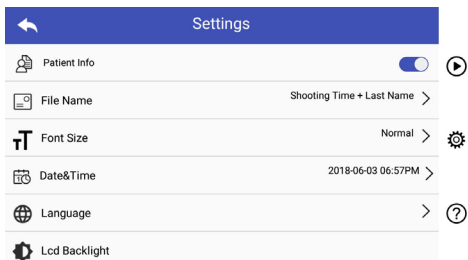 Settings
Patient Info
File Name Shooting Time + Last Name
Font Size Normal
Date&Time 2018-06-03 06:57PM
Language
Lcd Backlight